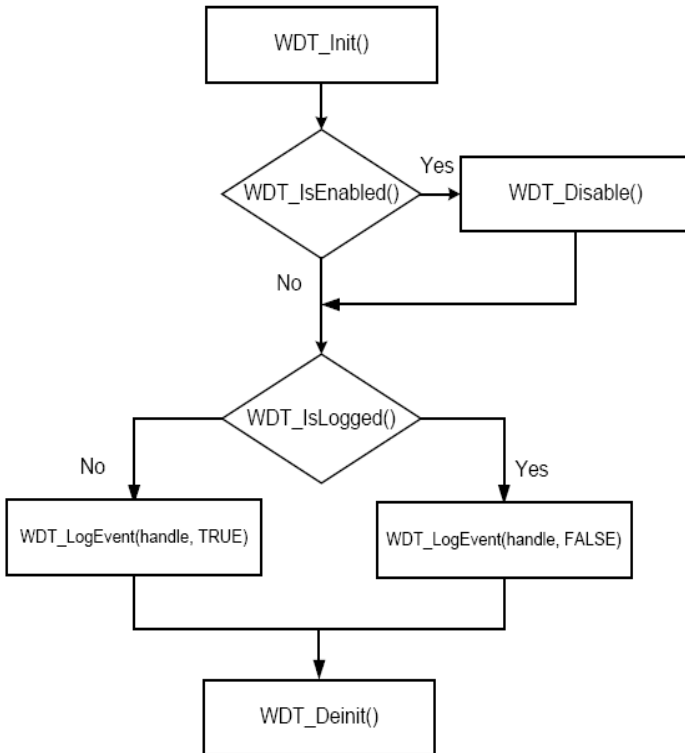 WDT_Init()
WDT_IsEnabled()
Yes
WDT_Disable()
No
WDT_IsLogged()
No
Yes
WDT_LogEvent(handle, TRUE)
WDT_LogEvent(handle, FALSE)
WDT_Deinit()